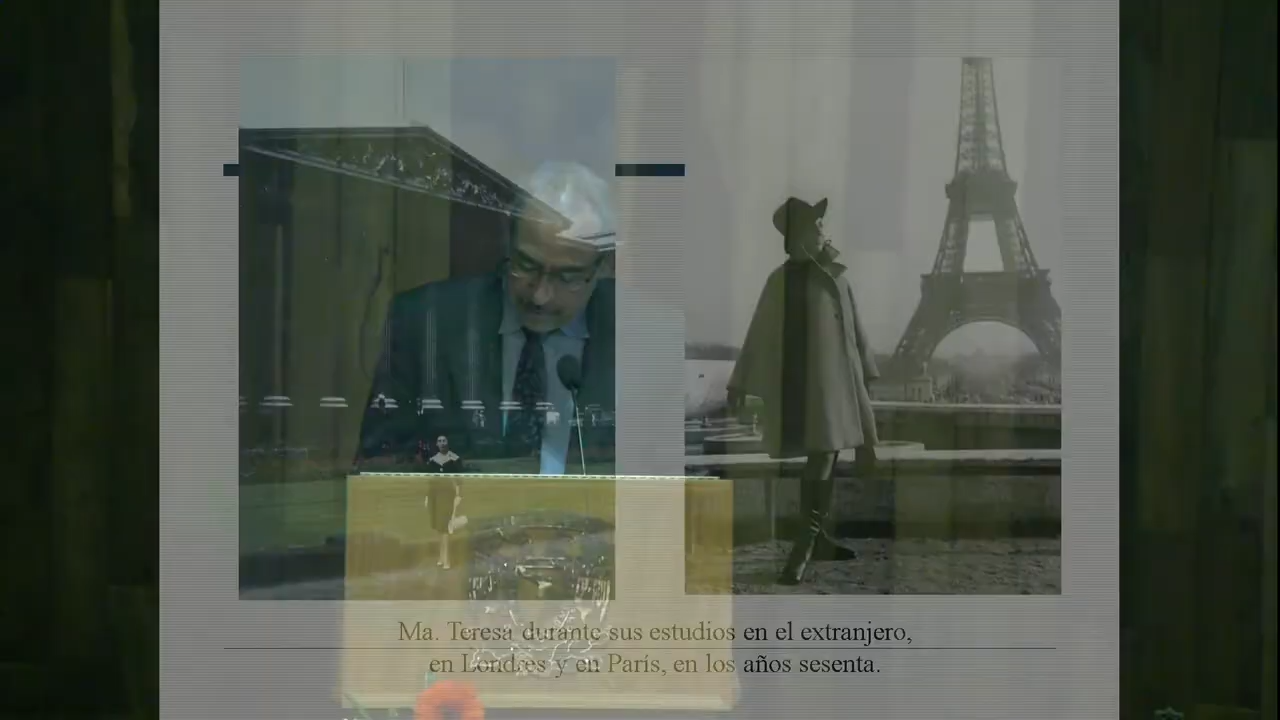 Ma. Teresa durante sus estudios en el extranjero,
en Londres y en París, en los años sesenta.